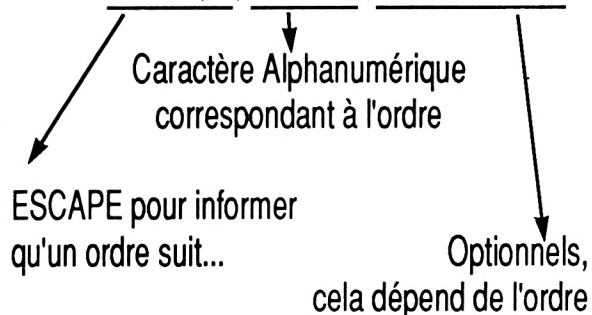 Caractère Alphanumérique
correspondant à l'ordre
ESCAPE pour informer
qu'un ordre suit...
Optionnels,
cela dépend de l'ordre